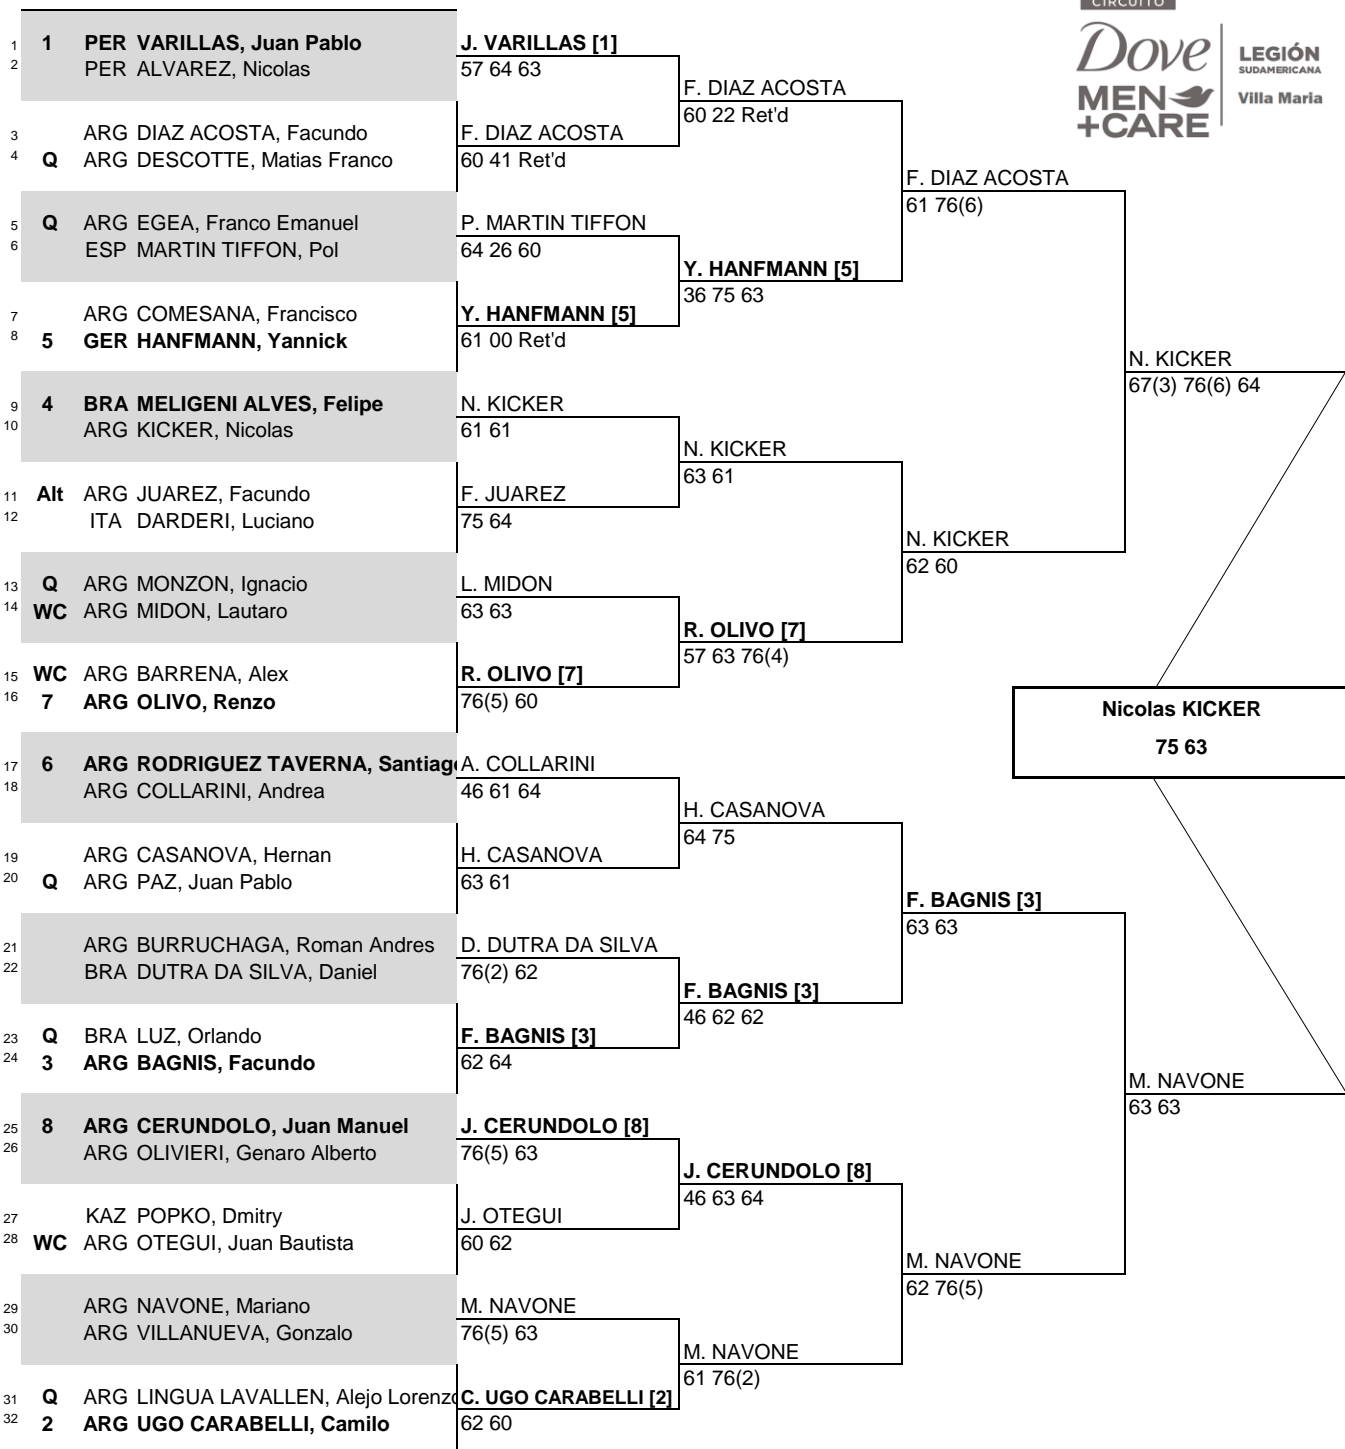 CIRCUITO
Dove
MEN
+CARE
LEGIÓN
SUDAMERICANA
Villa Maria
1 1 PER VARILLAS, Juan Pablo
2 PER ALVAREZ, Nicolas
3 ARG DIAZ ACOSTA, Facundo
4 Q ARG DESCOTTE, Matias Franco
5 Q ARG EGEA, Franco Emanuel
6 ESP MARTIN TIFFON, Pol
7 ARG COMESANA, Francisco
8 5 GER HANFMANN, Yannick
9 4 BRA MELIGENI ALVES, Felipe
10 ARG KICKER, Nicolas
11 Alt ARG JUAREZ, Facundo
12 ITA DARDERI, Luciano
13 Q ARG MONZON, Ignacio
14 WC ARG MIDON, Lautaro
15 WC ARG BARRENA, Alex
16 7 ARG OLIVO, Renzo
17 6 ARG RODRIGUEZ TAVERNA, Santiag
18 ARG COLLARINI, Andrea
19 ARG CASANOVA, Hernan
20 Q ARG PAZ, Juan Pablo
21 ARG BURRUCHAGA, Roman Andres
22 BRA DUTRA DA SILVA, Daniel
23 Q BRA LUZ, Orlando
24 3 ARG BAGNIS, Facundo
25 8 ARG CERUNDOLO, Juan Manuel
26 ARG OLIVIERI, Genaro Alberto
27 KAZ POPKO, Dmitry
28 WC ARG OTEGUI, Juan Bautista
29 ARG NAVONE, Mariano
30 ARG VILLANUEVA, Gonzalo
31 Q ARG LINGUA LAVALLEN, Alejo Lorenzo
32 2 ARG UGO CARABELLI, Camilo
J. VARILLAS [1]
57 64 63
F. DIAZ ACOSTA
60 41 Ret'd
P. MARTIN TIFFON
64 26 60
Y. HANFMANN [5]
61 00 Ret'd
N. KICKER
61 61
F. JUAREZ
75 64
L. MIDON
63 63
R. OLIVO [7]
76(5) 60
A. COLLARINI
46 61 64
H. CASANOVA
63 61
D. DUTRA DA SILVA
76(2) 62
F. BAGNIS [3]
62 64
J. CERUNDOLO [8]
76(5) 63
J. OTEGUI
60 62
M. NAVONE
76(5) 63
C. UGO CARABELLI [2]
62 60
F. DIAZ ACOSTA
60 22 Ret'd
Y. HANFMANN [5]
36 75 63
N. KICKER
63 61
R. OLIVO [7]
57 63 76(4)
H. CASANOVA
64 75
F. BAGNIS [3]
46 62 62
J. CERUNDOLO [8]
46 63 64
M. NAVONE
61 76(2)
F. DIAZ ACOSTA
61 76(6)
N. KICKER
62 60
F. BAGNIS [3]
63 63
M. NAVONE
62 76(5)
N. KICKER
67(3) 76(6) 64
M. NAVONE
63 63
Nicolas KICKER
75 63